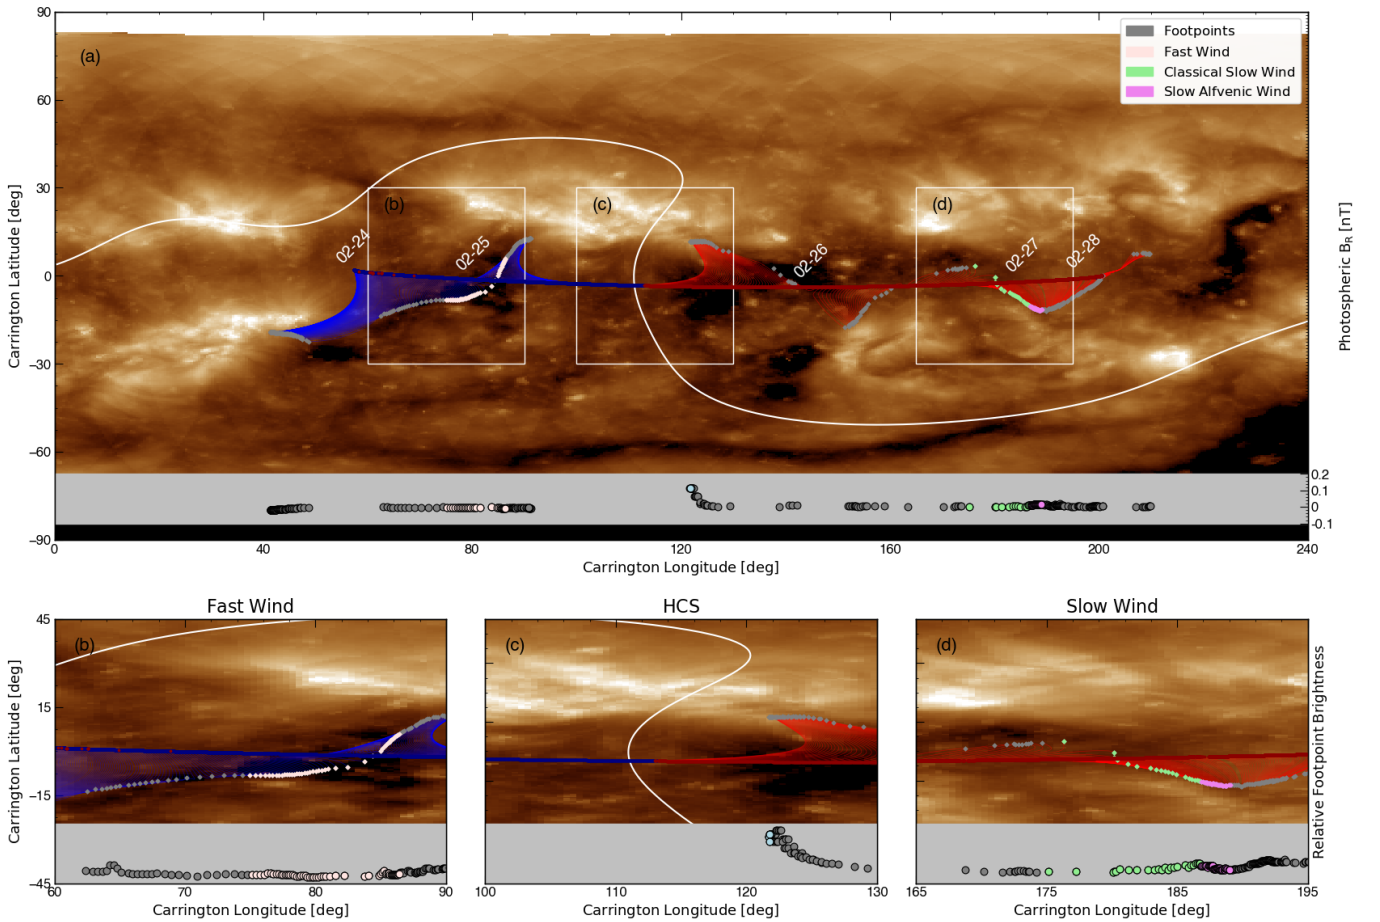 90
60
30
0
−30
−60
−90
Carrington Latitude [deg]
(a)
Footpoints
Fast Wind
Classical Slow Wind
Slow Alfvenic Wind
(b)
(c)
(d)
02-24
02-25
02-26
02-27
02-28
Photospheric B_R [nT]
0.2
0.1
0
−0.1
0
40
80
120
160
200
240
Carrington Longitude [deg]
Fast Wind
HCS
Slow Wind
45
15
−15
−45
Carrington Latitude [deg]
(b)
(c)
(d)
Relative Footpoint Brightness
60
70
80
90
100
110
120
130
165
175
185
195
Carrington Longitude [deg]
Carrington Longitude [deg]
Carrington Longitude [deg]